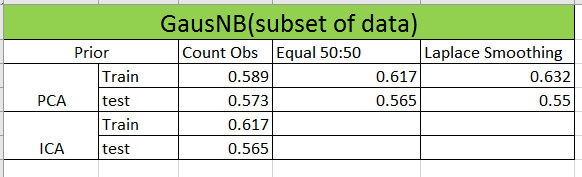 GausNB(subset of data)
Prior Count Obs Equal 50:50 Laplace Smoothing
Train 0.589 0.617 0.632
PCA test 0.573 0.565 0.55
Train 0.617
ICA test 0.565